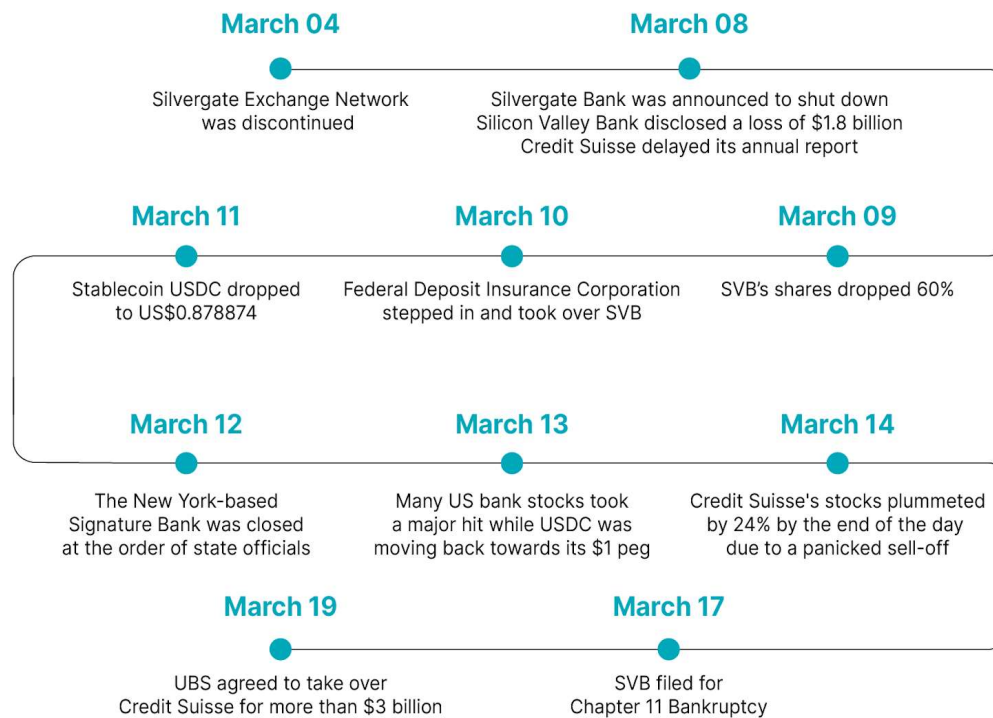 March 04
Silvergate Exchange Network
was discontinued
March 08
Silvergate Bank was announced to shut down
Silicon Valley Bank disclosed a loss of $1.8 billion
Credit Suisse delayed its annual report
March 09
SVB’s shares dropped 60%
March 10
Federal Deposit Insurance Corporation
stepped in and took over SVB
March 11
Stablecoin USDC dropped
to US$0.878874
March 12
The New York-based
Signature Bank was closed
at the order of state officials
March 13
Many US bank stocks took
a major hit while USDC was
moving back towards its $1 peg
March 14
Credit Suisse's stocks plummeted
by 24% by the end of the day
due to a panicked sell-off
March 17
SVB filed for
Chapter 11 Bankruptcy
March 19
UBS agreed to take over
Credit Suisse for more than $3 billion